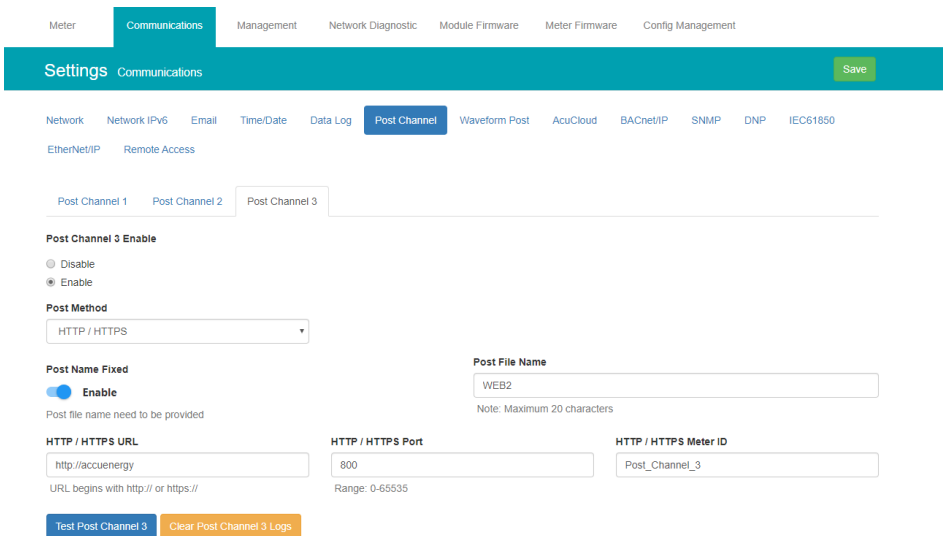 Meter Communications Management Network Diagnostic Module Firmware Meter Firmware Config Management
Settings Communications Save
Network Network IPv6 Email Time/Date Data Log Post Channel Waveform Post AcuCloud BACnet/IP SNMP DNP IEC61850
EtherNet/IP Remote Access
Post Channel 1 Post Channel 2 Post Channel 3
Post Channel 3 Enable
Disable
Enable
Post Method
HTTP / HTTPS
Post Name Fixed
Enable
Post file name need to be provided
Post File Name
WEB2
Note: Maximum 20 characters
HTTP / HTTPS URL HTTP / HTTPS Port HTTP / HTTPS Meter ID
http://accuenergy 800 Post_Channel_3
URL begins with http:// or https:// Range: 0-65535
Test Post Channel 3 Clear Post Channel 3 Logs